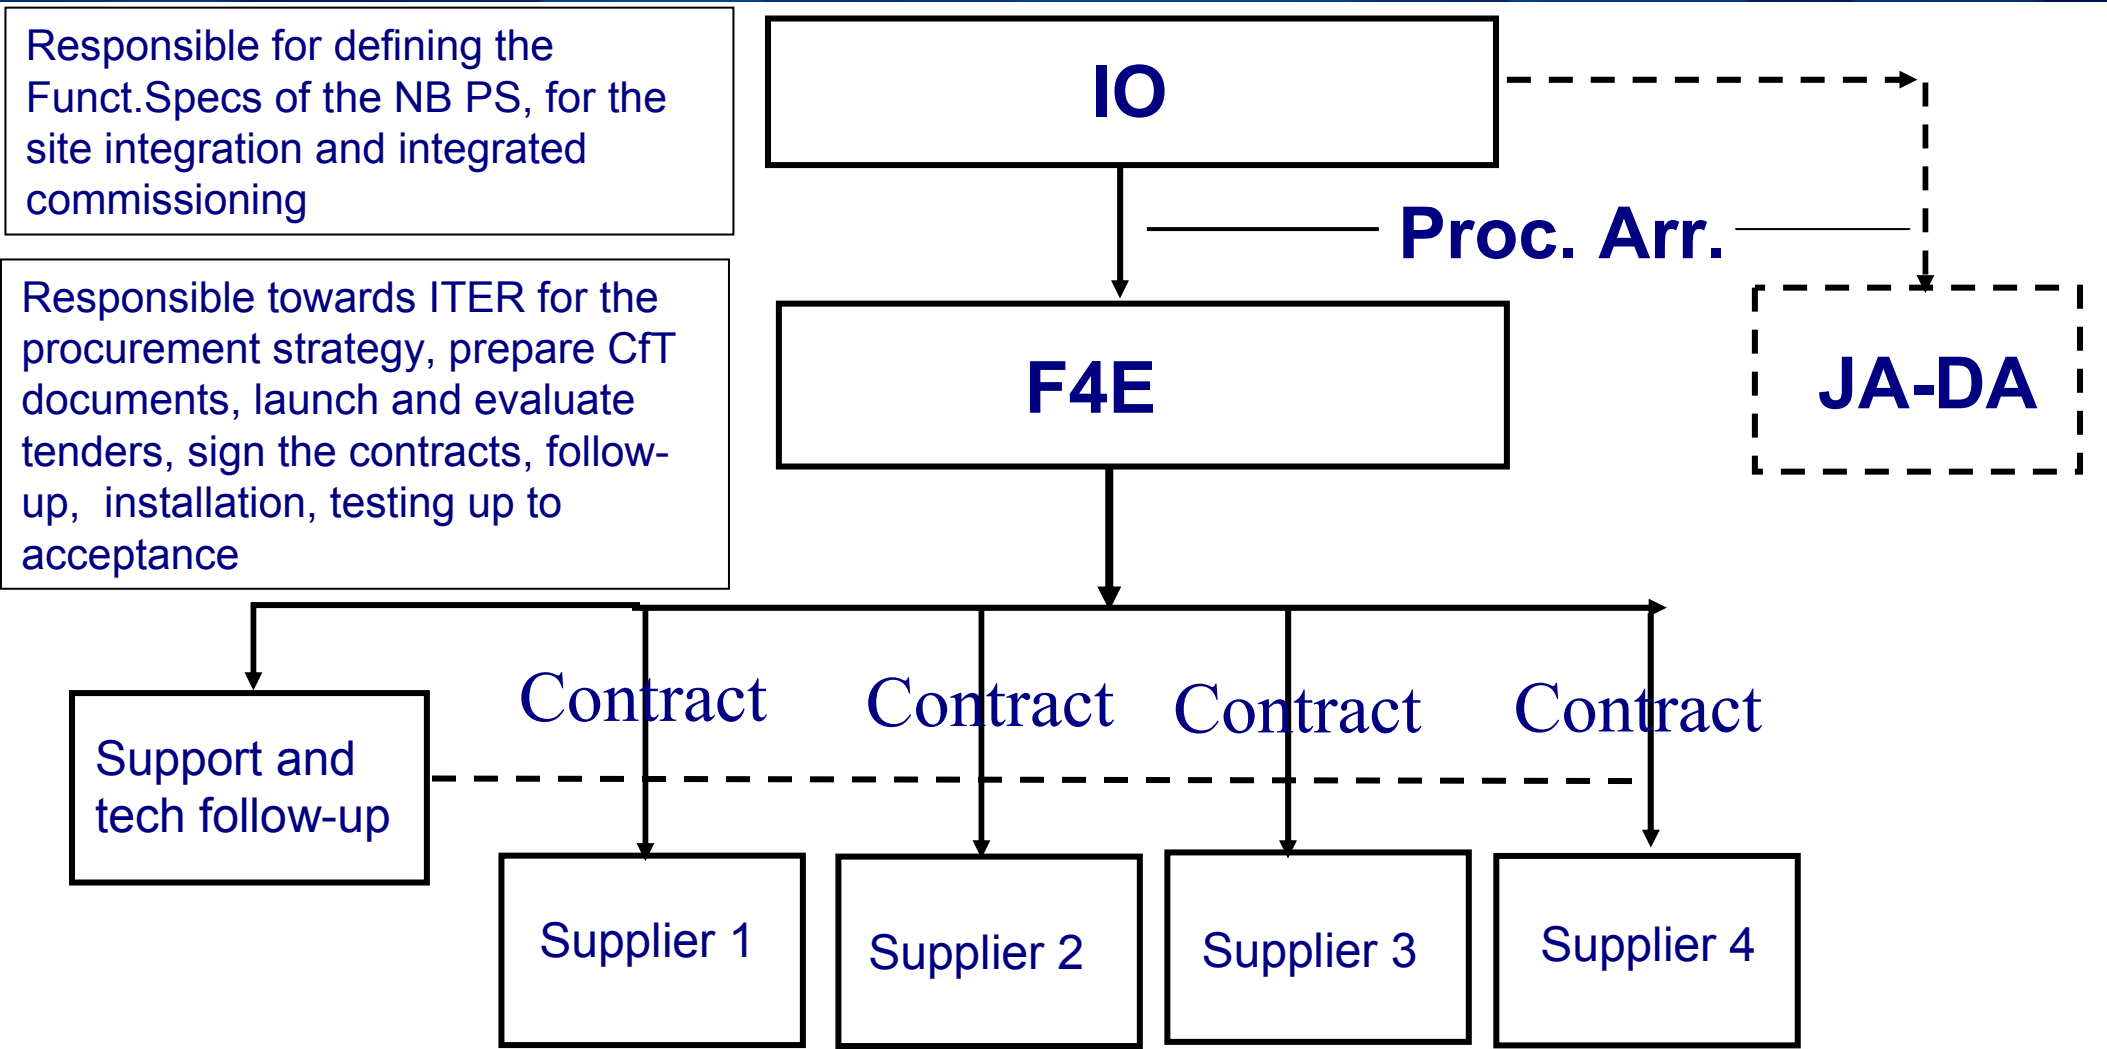 Responsible for defining the
Funct.Specs of the NB PS, for the
site integration and integrated
commissioning
IO
Proc. Arr.
Responsible towards ITER for the
procurement strategy, prepare CfT
documents, launch and evaluate
tenders, sign the contracts, follow-
up, installation, testing up to
acceptance
F4E
JA-DA
Contract
Contract
Contract
Contract
Support and
tech follow-up
Supplier 1
Supplier 2
Supplier 3
Supplier 4